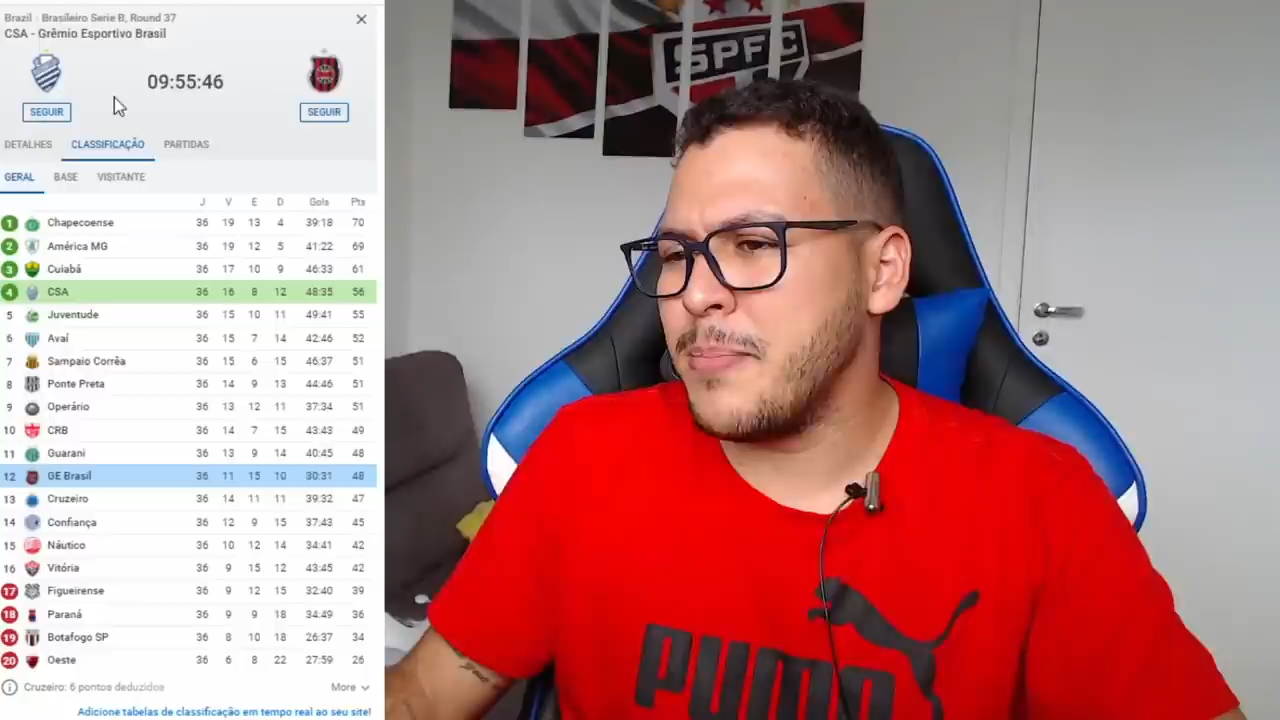 Brazil - Brasileiro Serie B, Round 37
CSA - Grêmio Esportivo Brasil
09:55:46
SEGUIR SEGUIR
DETALHES CLASSIFICAÇÃO PARTIDAS
GERAL BASE VISITANTE
J V E D Gols Pts
1 Chapecoense 36 19 13 4 39:18 70
2 América MG 36 19 12 5 41:22 69
3 Cuiabá 36 17 10 9 46:33 61
4 CSA 36 16 8 12 48:35 56
5 Juventude 36 15 10 11 49:41 55
6 Avaí 36 15 7 14 42:46 52
7 Sampaio Corrêa 36 15 6 15 46:37 51
8 Ponte Preta 36 14 9 13 44:46 51
9 Operário 36 13 12 11 37:34 51
10 CRB 36 14 7 15 43:43 49
11 Guarani 36 13 9 14 40:45 48
12 GE Brasil 36 11 15 10 30:31 48
13 Cruzeiro 36 14 11 11 39:32 47
14 Confiança 36 12 9 15 37:43 45
15 Náutico 36 10 12 14 34:41 42
16 Vitória 36 9 15 12 43:45 42
17 Figueirense 36 9 12 15 32:40 39
18 Paraná 36 9 9 18 34:49 36
19 Botafogo SP 36 8 10 18 26:37 34
20 Oeste 36 6 8 22 27:59 26
Cruzeiro: 6 pontos deduzidos More
Adicione tabelas de classificação em tempo real ao seu site!
SPFC
PUMA